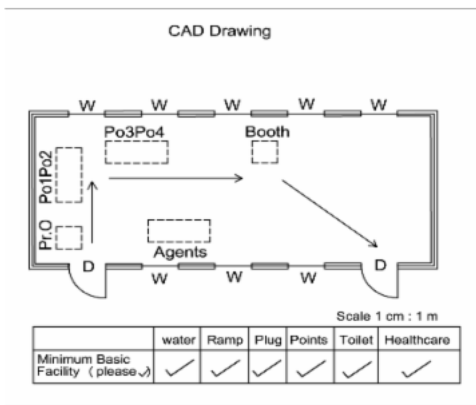 CAD Drawing
W W W W W
Po3Po4 Booth
Po1Po2
Pr.O
Agents
D D
W W W
Scale 1 cm : 1 m
water Ramp Plug Points Toilet Healthcare
Minimum Basic
Facility ( please ✓)
✓ ✓ ✓ ✓ ✓ ✓